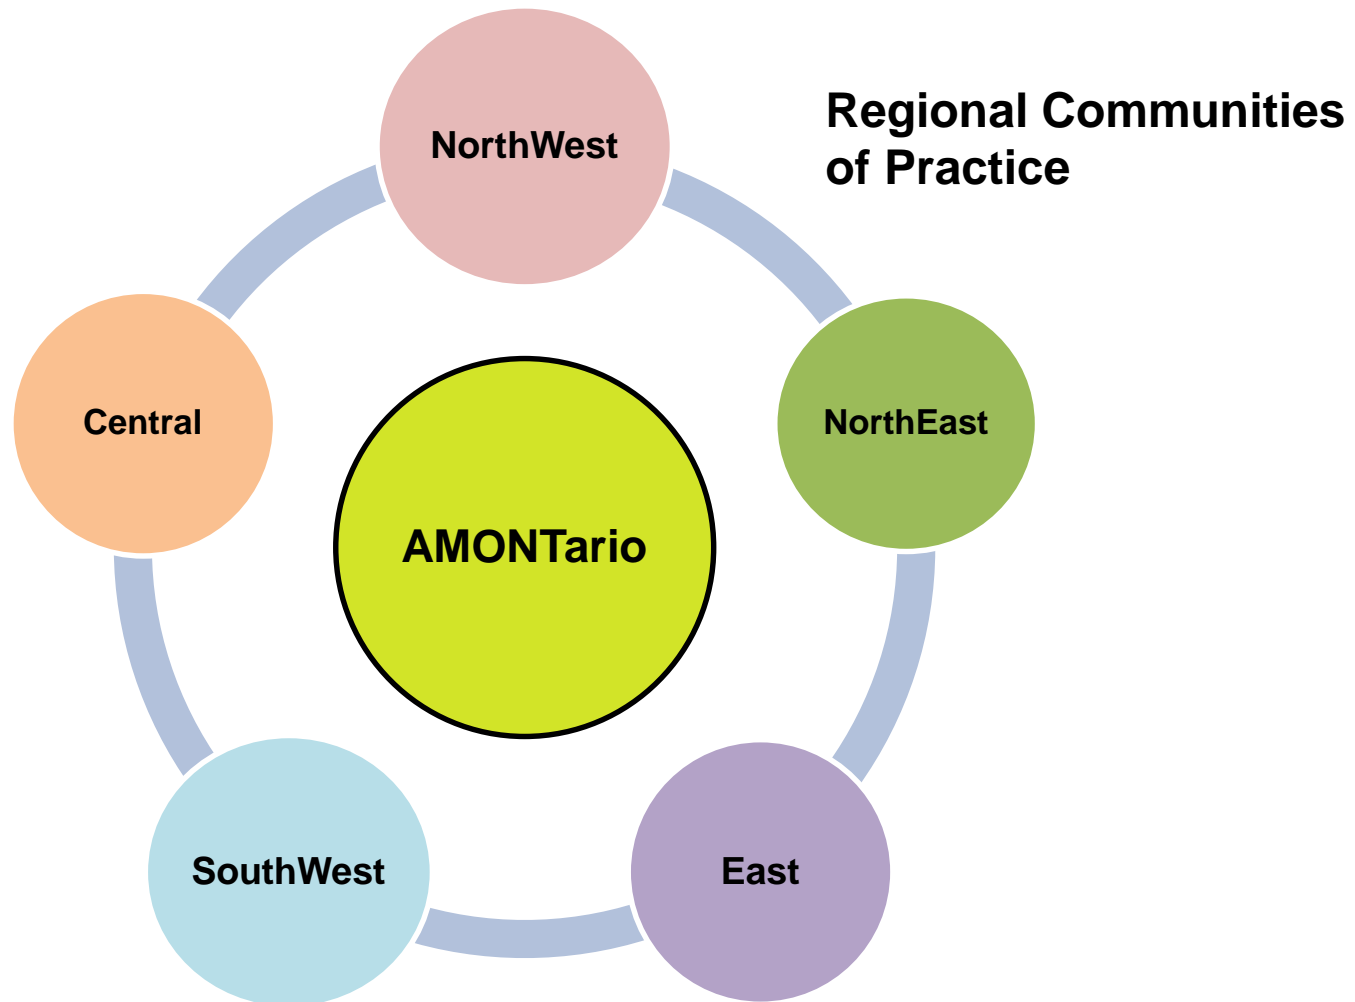 Regional Communities
of Practice
NorthWest
Central
NorthEast
AMONTario
SouthWest
East